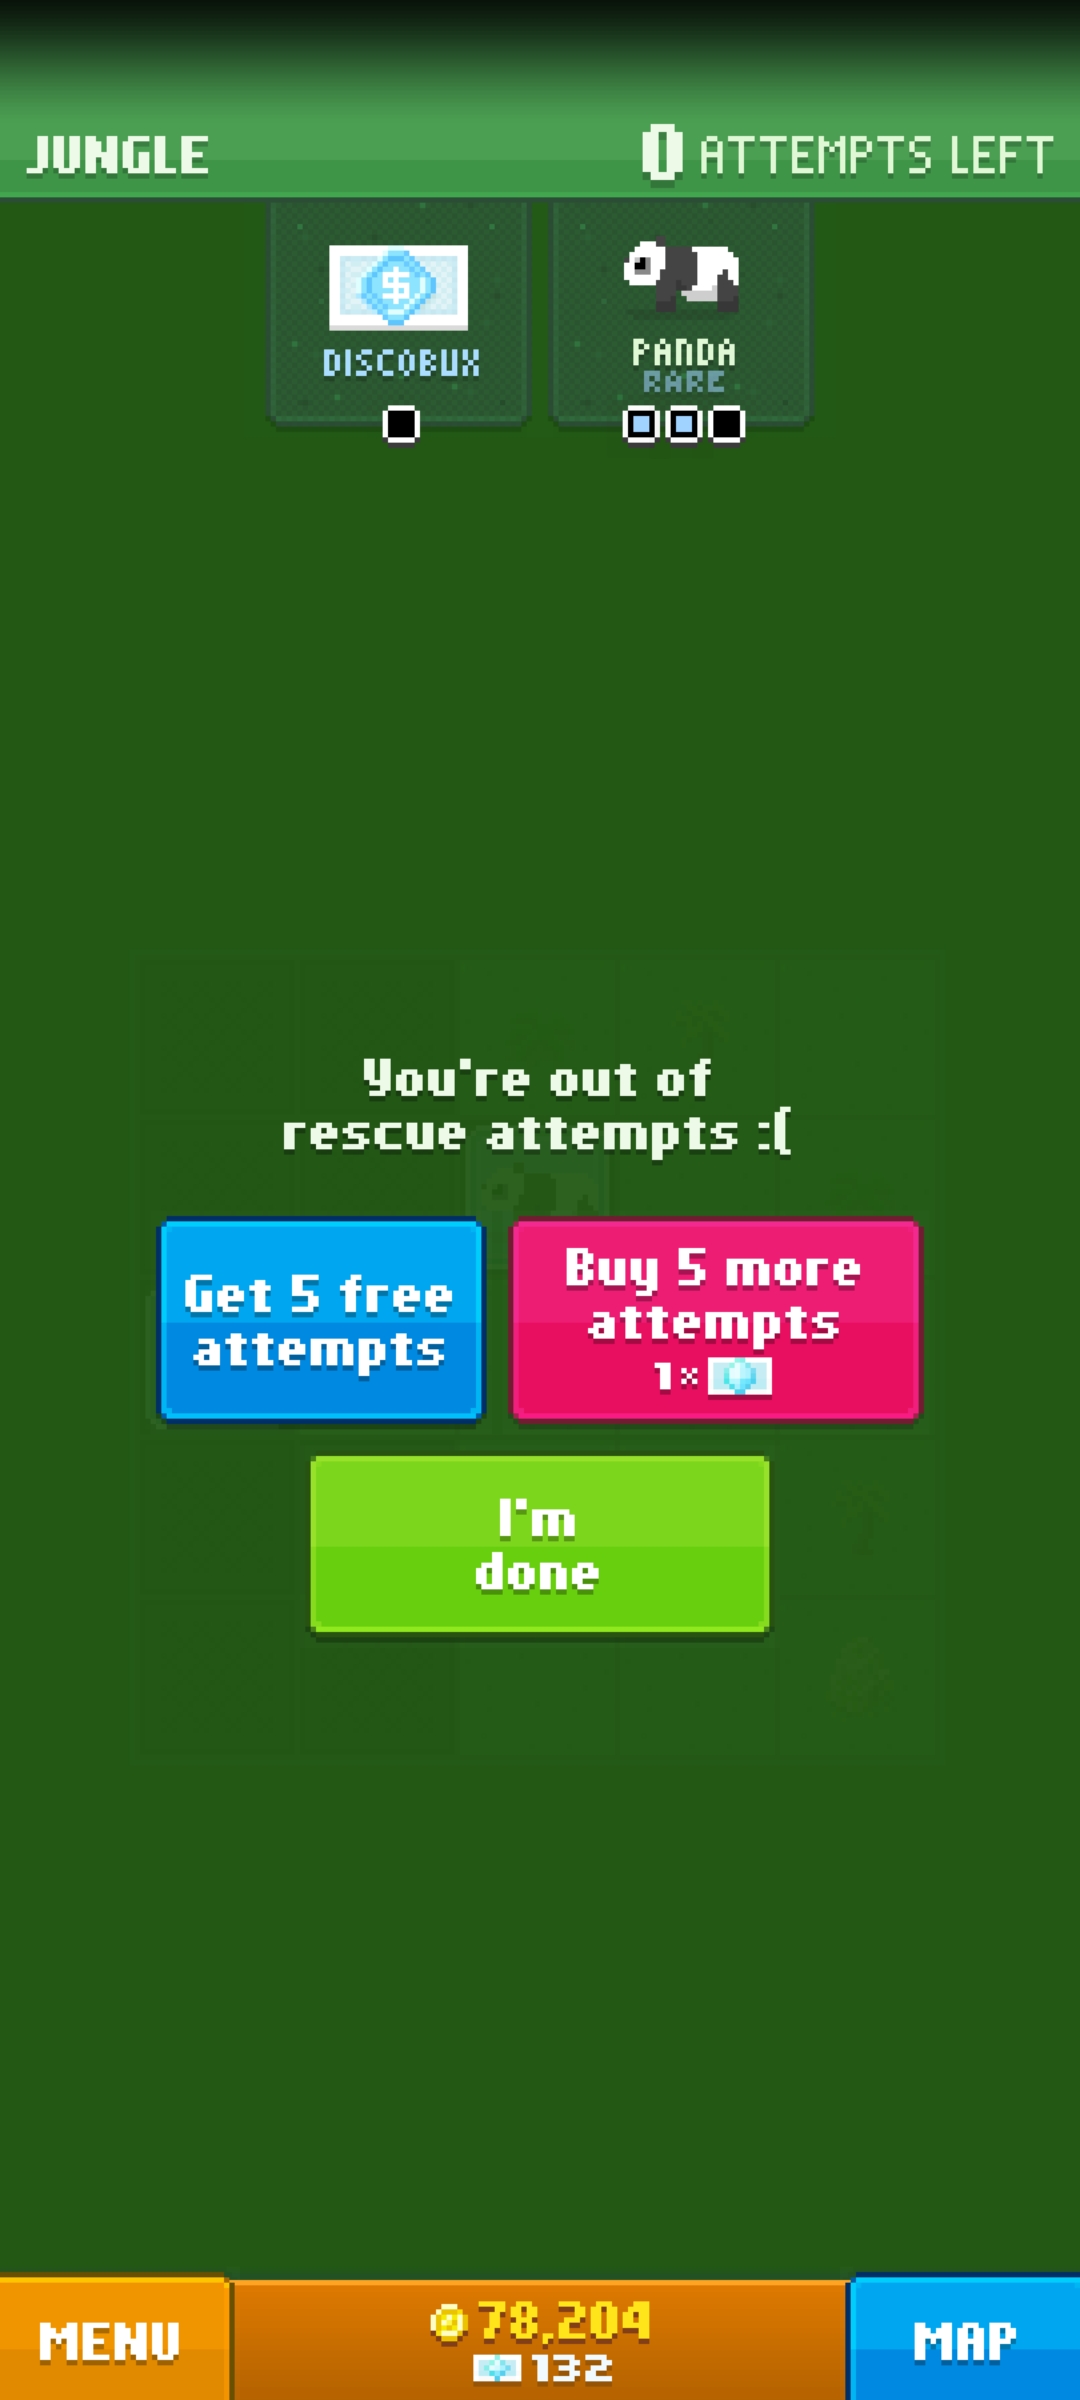 JUNGLE
0 ATTEMPTS LEFT
$
DISCOBUX
PANDA
RARE
You're out of
rescue attempts :(
Get 5 free
attempts
Buy 5 more
attempts
1×
I'm
done
MENU
78,204
132
MAP